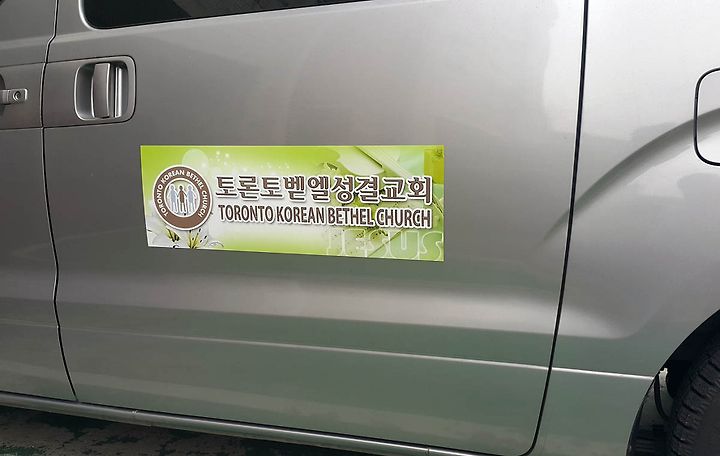 토론토벧엘성결교회
TORONTO KOREAN BETHEL CHURCH
JESUS
TORONTO KOREAN BETHEL CHURCH